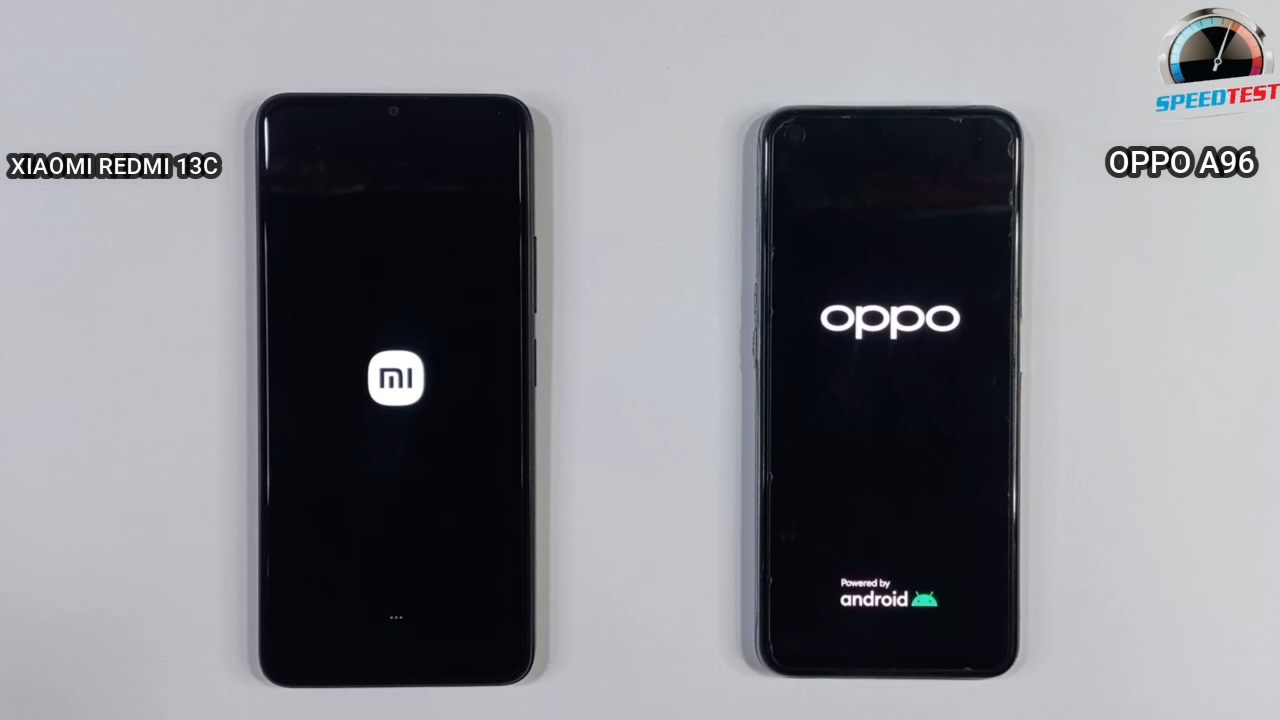 SPEEDTEST
XIAOMI REDMI 13C
OPPO A96
oppo
mi
Powered by
android
...